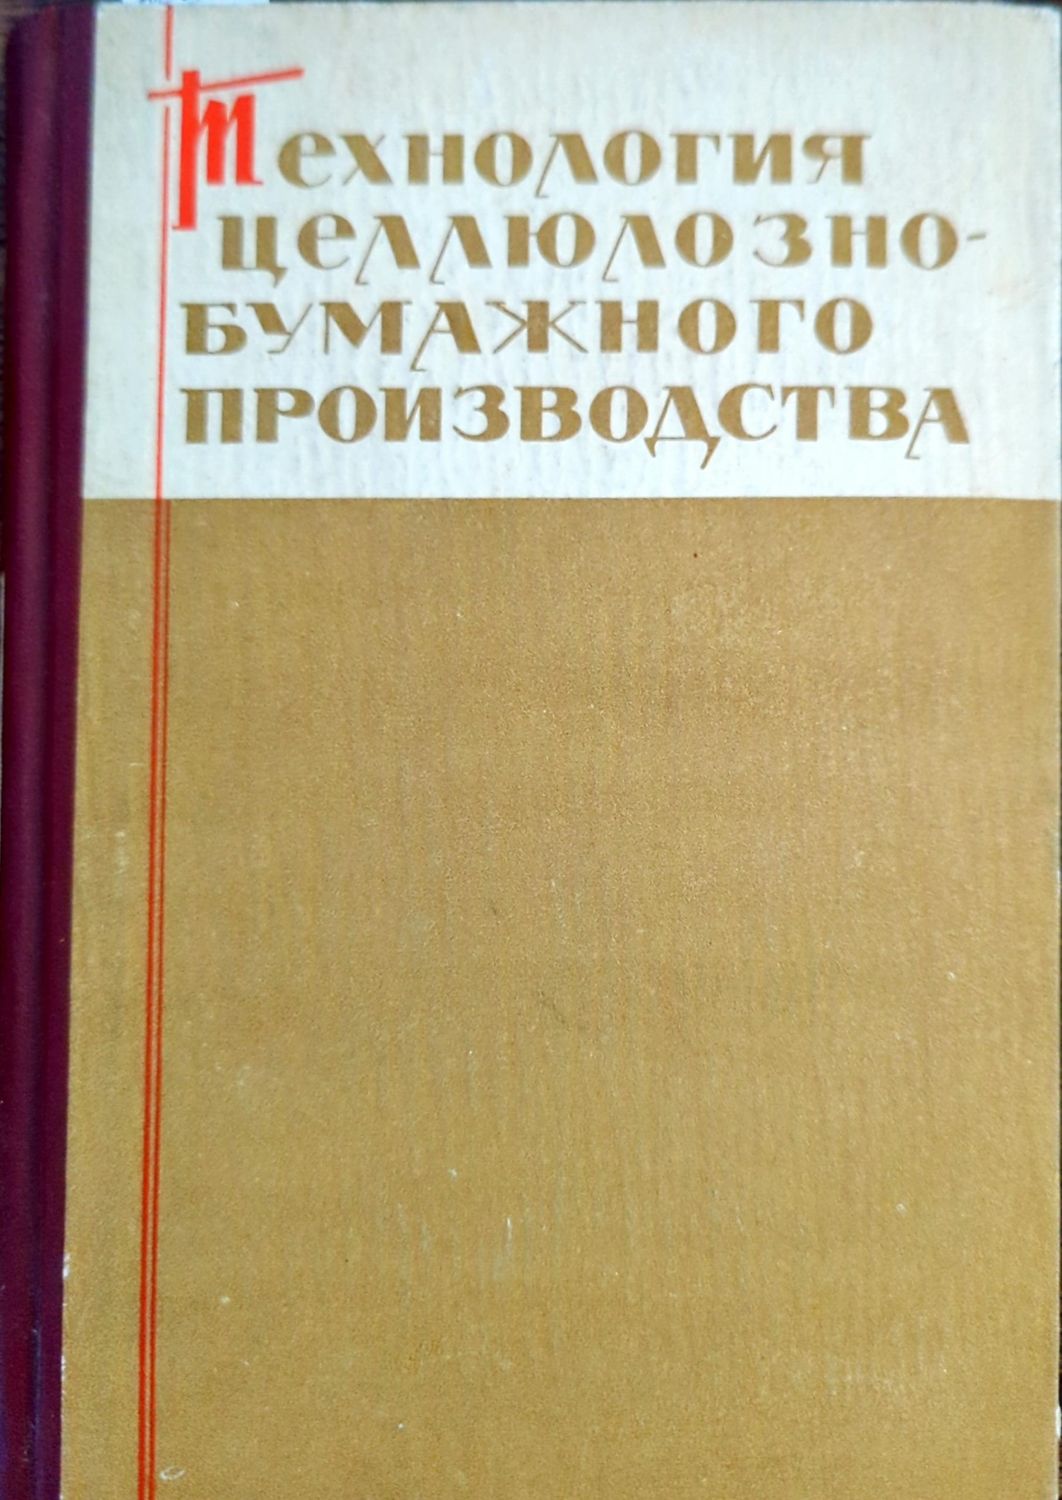 Технология
целлюлозно-
бумажного
производства